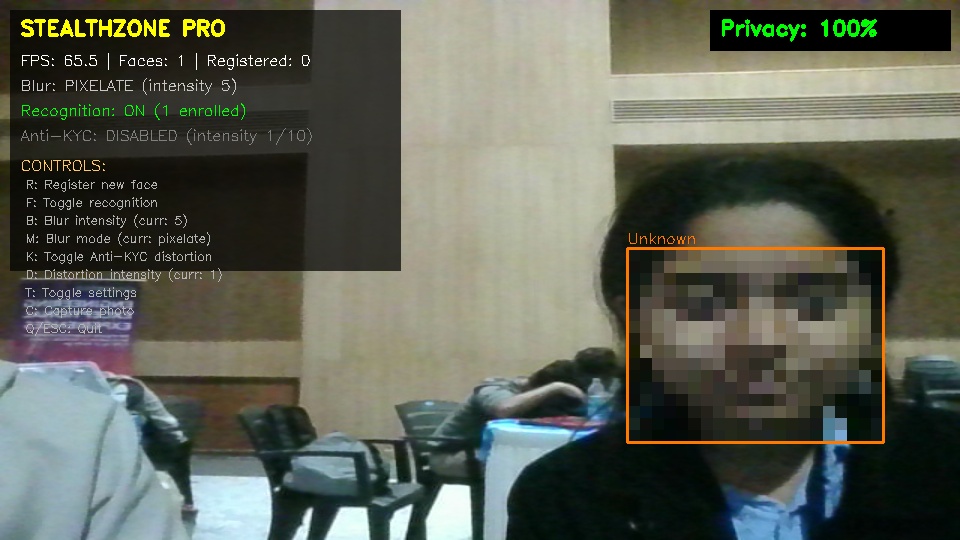 STEALTHZONE PRO
Privacy: 100%
FPS: 65.5 | Faces: 1 | Registered: 0
Blur: PIXELATE (intensity 5)
Recognition: ON (1 enrolled)
Anti-KYC: DISABLED (intensity 1/10)
CONTROLS:
R: Register new face
F: Toggle recognition
B: Blur intensity (curr: 5)
M: Blur mode (curr: pixelate)
K: Toggle Anti-KYC distortion
D: Distortion intensity (curr: 1)
T: Toggle settings
C: Capture photo
Q/ESC: Quit
Unknown